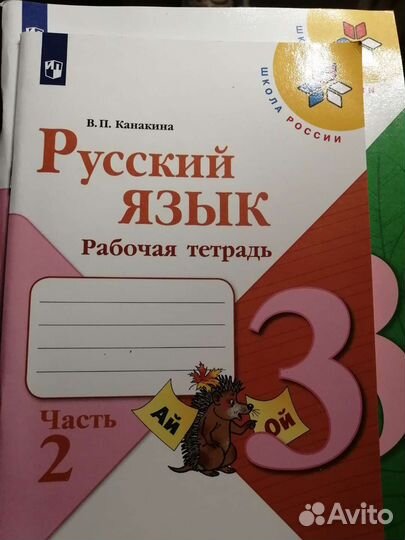 ШКОЛА РОССИИ
В. П. Канакина
Русский
язык
Рабочая тетрадь
3
АЙ
ОЙ
Часть
2
Avito